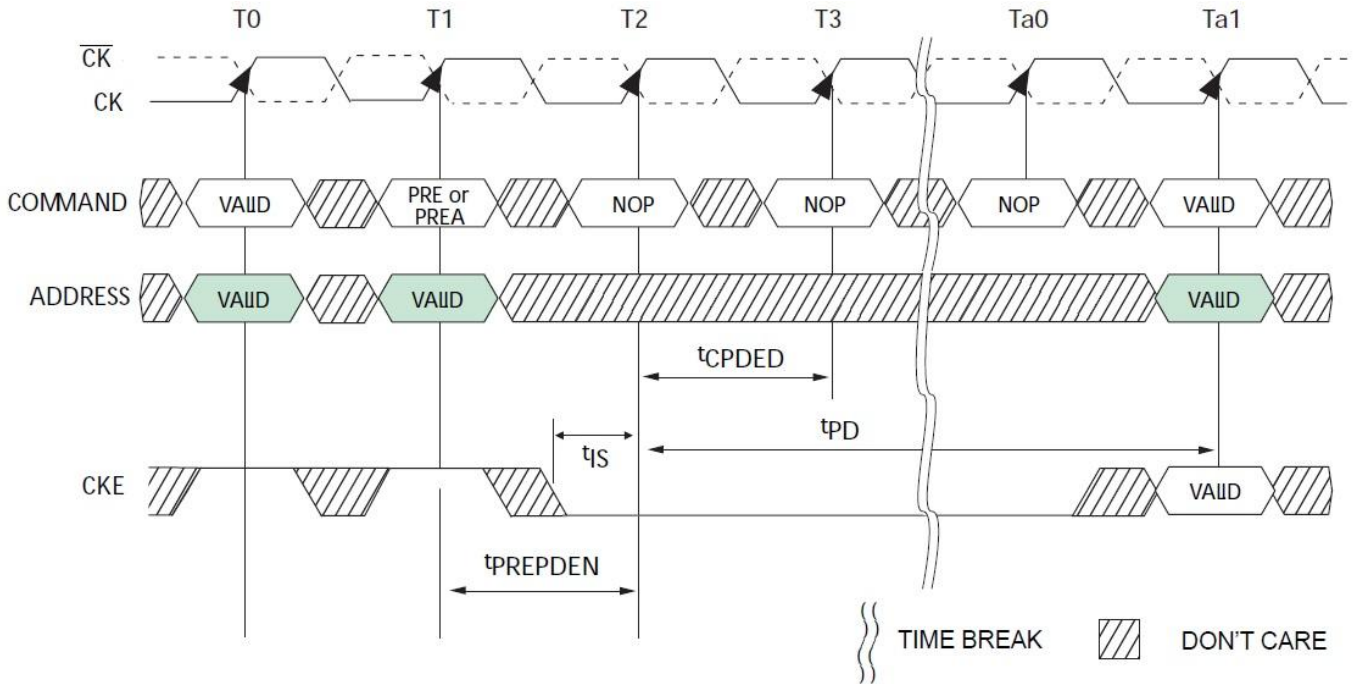 T0 T1 T2 T3 Ta0 Ta1
CK
CK
COMMAND VALID PRE or PREA NOP NOP NOP VALID
ADDRESS VALID VALID VALID
tCPDED
tIS tPD
CKE VALID
tPREPDEN
TIME BREAK DON'T CARE